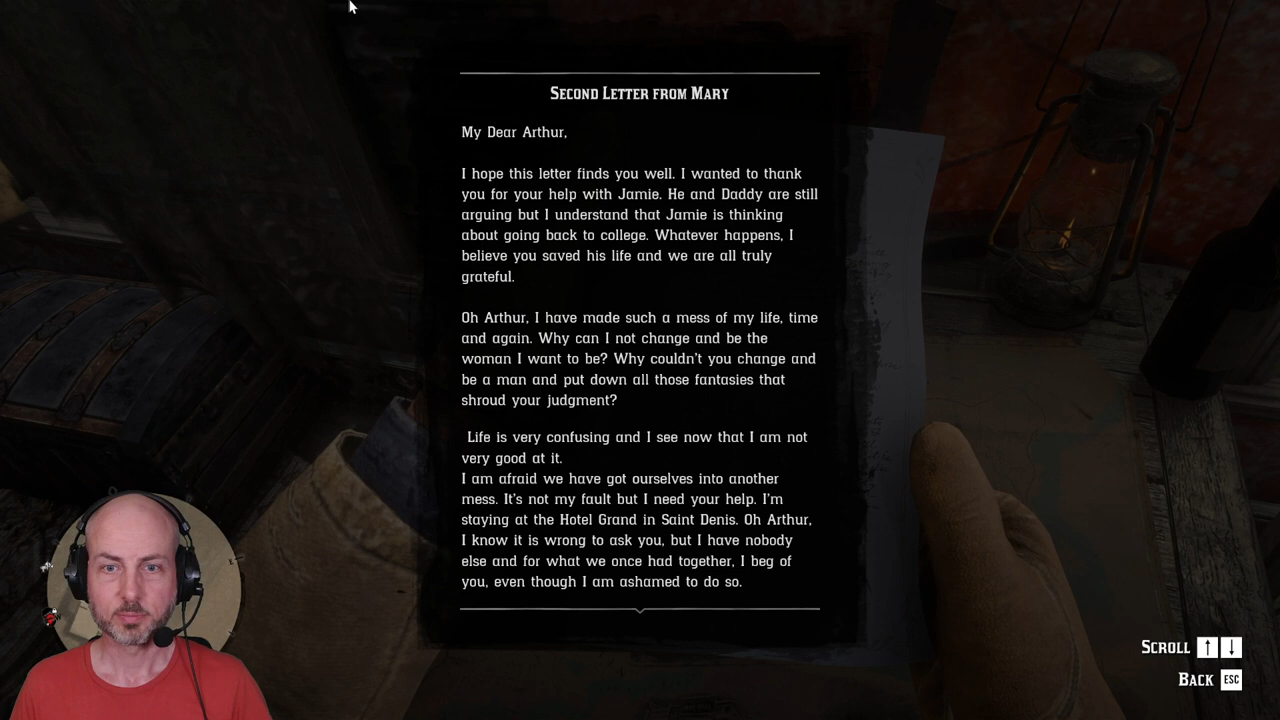 Second Letter from Mary
My Dear Arthur,
I hope this letter finds you well. I wanted to thank
you for your help with Jamie. He and Daddy are still
arguing but I understand that Jamie is thinking
about going back to college. Whatever happens, I
believe you saved his life and we are all truly
grateful.
Oh Arthur, I have made such a mess of my life, time
and again. Why can I not change and be the
woman I want to be? Why couldn't you change and
be a man and put down all those fantasies that
shroud your judgment?
Life is very confusing and I see now that I am not
very good at it.
I am afraid we have got ourselves into another
mess. It's not my fault but I need your help. I'm
staying at the Hotel Grand in Saint Denis. Oh Arthur,
I know it is wrong to ask you, but I have nobody
else and for what we once had together, I beg of
you, even though I am ashamed to do so.
Scroll ↑ ↓
Back ESC